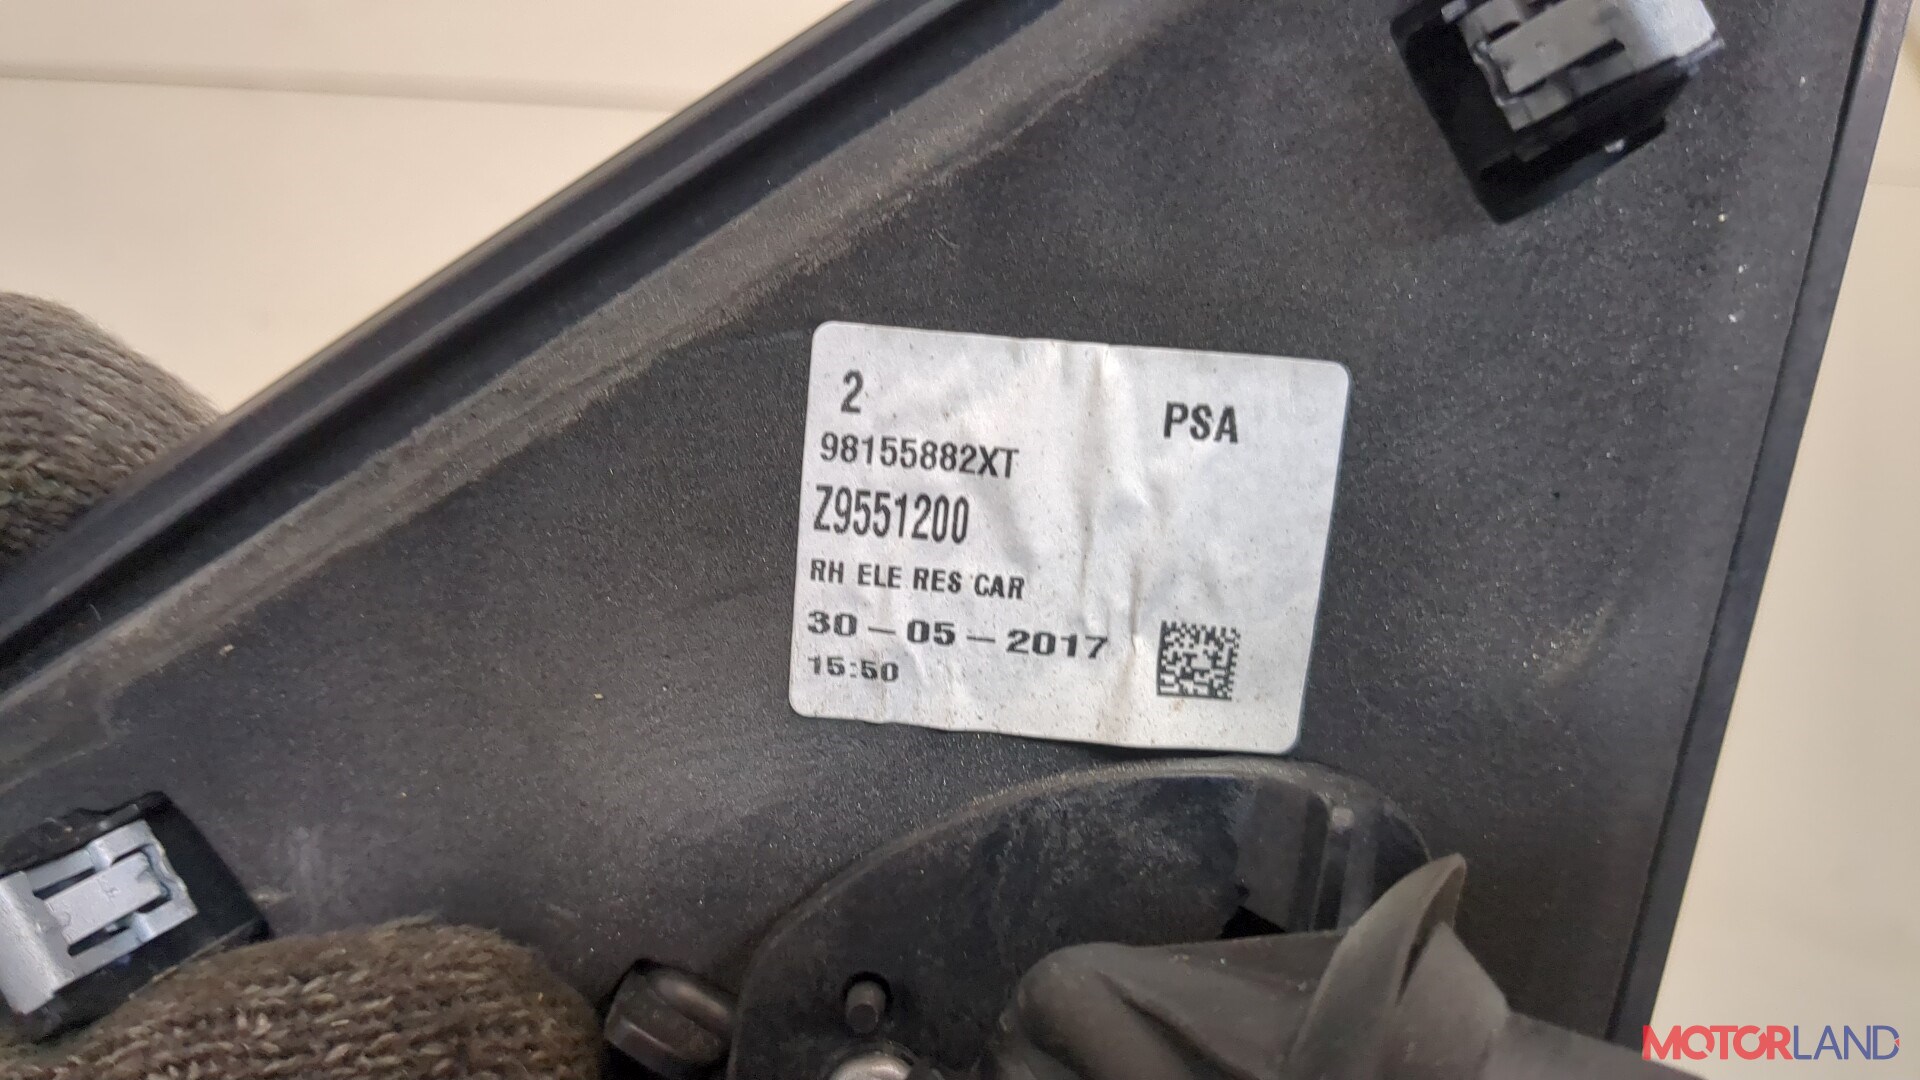 2
PSA
98155882XT
Z9551200
RH ELE RES CAR
30-05-2017
15:50
MOTORLAND